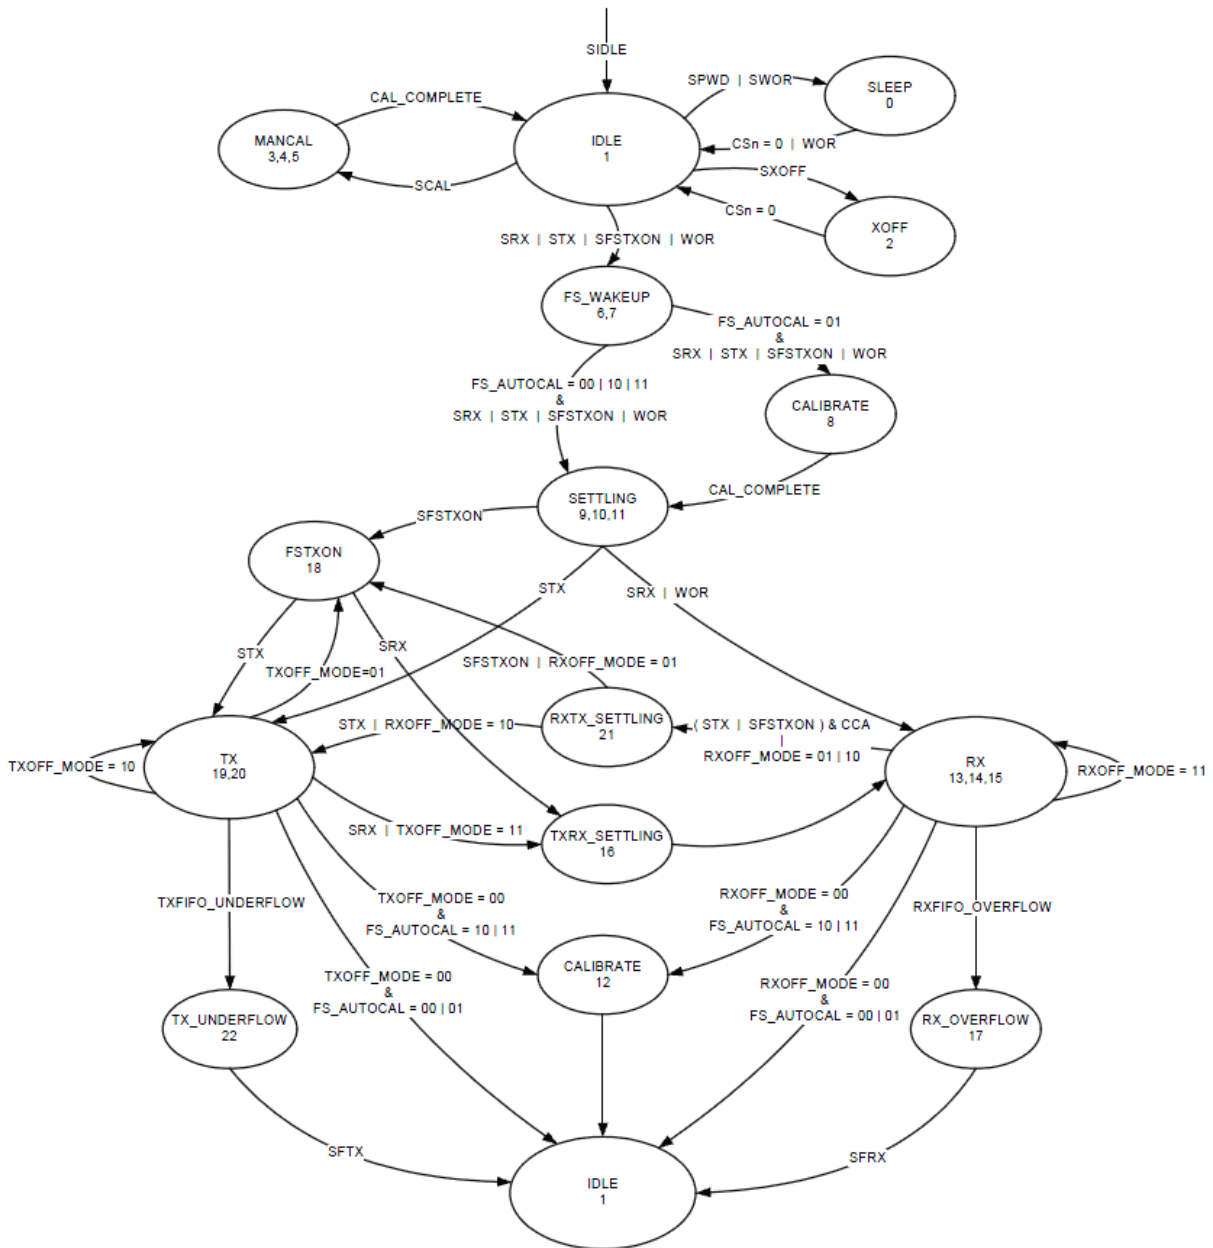 SIDLE
SPWD | SWOR
SLEEP
0
CAL_COMPLETE
IDLE
1
MANCAL
3,4,5
CSn = 0 | WOR
SCAL
SXOFF
CSn = 0
XOFF
2
SRX | STX | SFSTXON | WOR
FS_WAKEUP
6,7
FS_AUTOCAL = 01
&
SRX | STX | SFSTXON | WOR
FS_AUTOCAL = 00 | 10 | 11
&
SRX | STX | SFSTXON | WOR
CALIBRATE
8
CAL_COMPLETE
SETTLING
9,10,11
SFSTXON
FSTXON
18
STX
SRX | WOR
STX
SRX
TXOFF_MODE=01
SFSTXON | RXOFF_MODE = 01
STX | RXOFF_MODE = 10
RXTX_SETTLING
21
( STX | SFSTXON ) & CCA
|
RXOFF_MODE = 01 | 10
TXOFF_MODE = 10
TX
19,20
RX
13,14,15
RXOFF_MODE = 11
SRX | TXOFF_MODE = 11
TXRX_SETTLING
16
TXFIFO_UNDERFLOW
TXOFF_MODE = 00
&
FS_AUTOCAL = 10 | 11
RXOFF_MODE = 00
&
FS_AUTOCAL = 10 | 11
RXFIFO_OVERFLOW
TXOFF_MODE = 00
&
FS_AUTOCAL = 00 | 01
CALIBRATE
12
RXOFF_MODE = 00
&
FS_AUTOCAL = 00 | 01
TX_UNDERFLOW
22
RX_OVERFLOW
17
SFTX
SFRX
IDLE
1